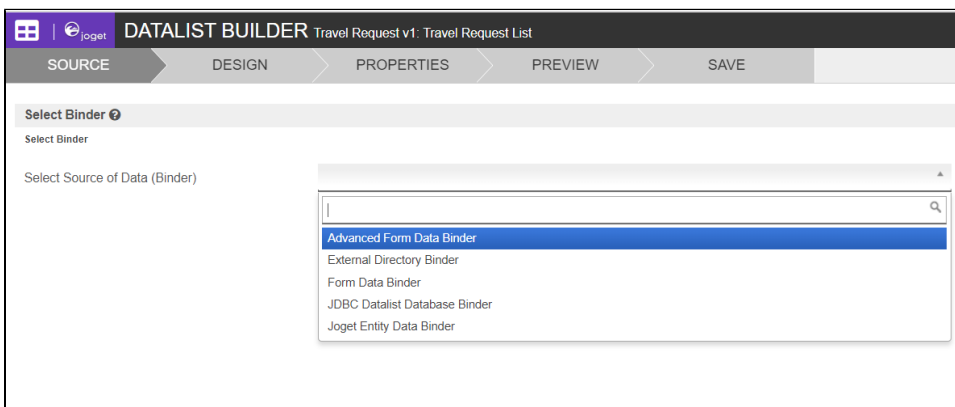 joget DATALIST BUILDER Travel Request v1: Travel Request List
SOURCE DESIGN PROPERTIES PREVIEW SAVE
Select Binder
Select Binder
Select Source of Data (Binder)
Advanced Form Data Binder
External Directory Binder
Form Data Binder
JDBC Datalist Database Binder
Joget Entity Data Binder